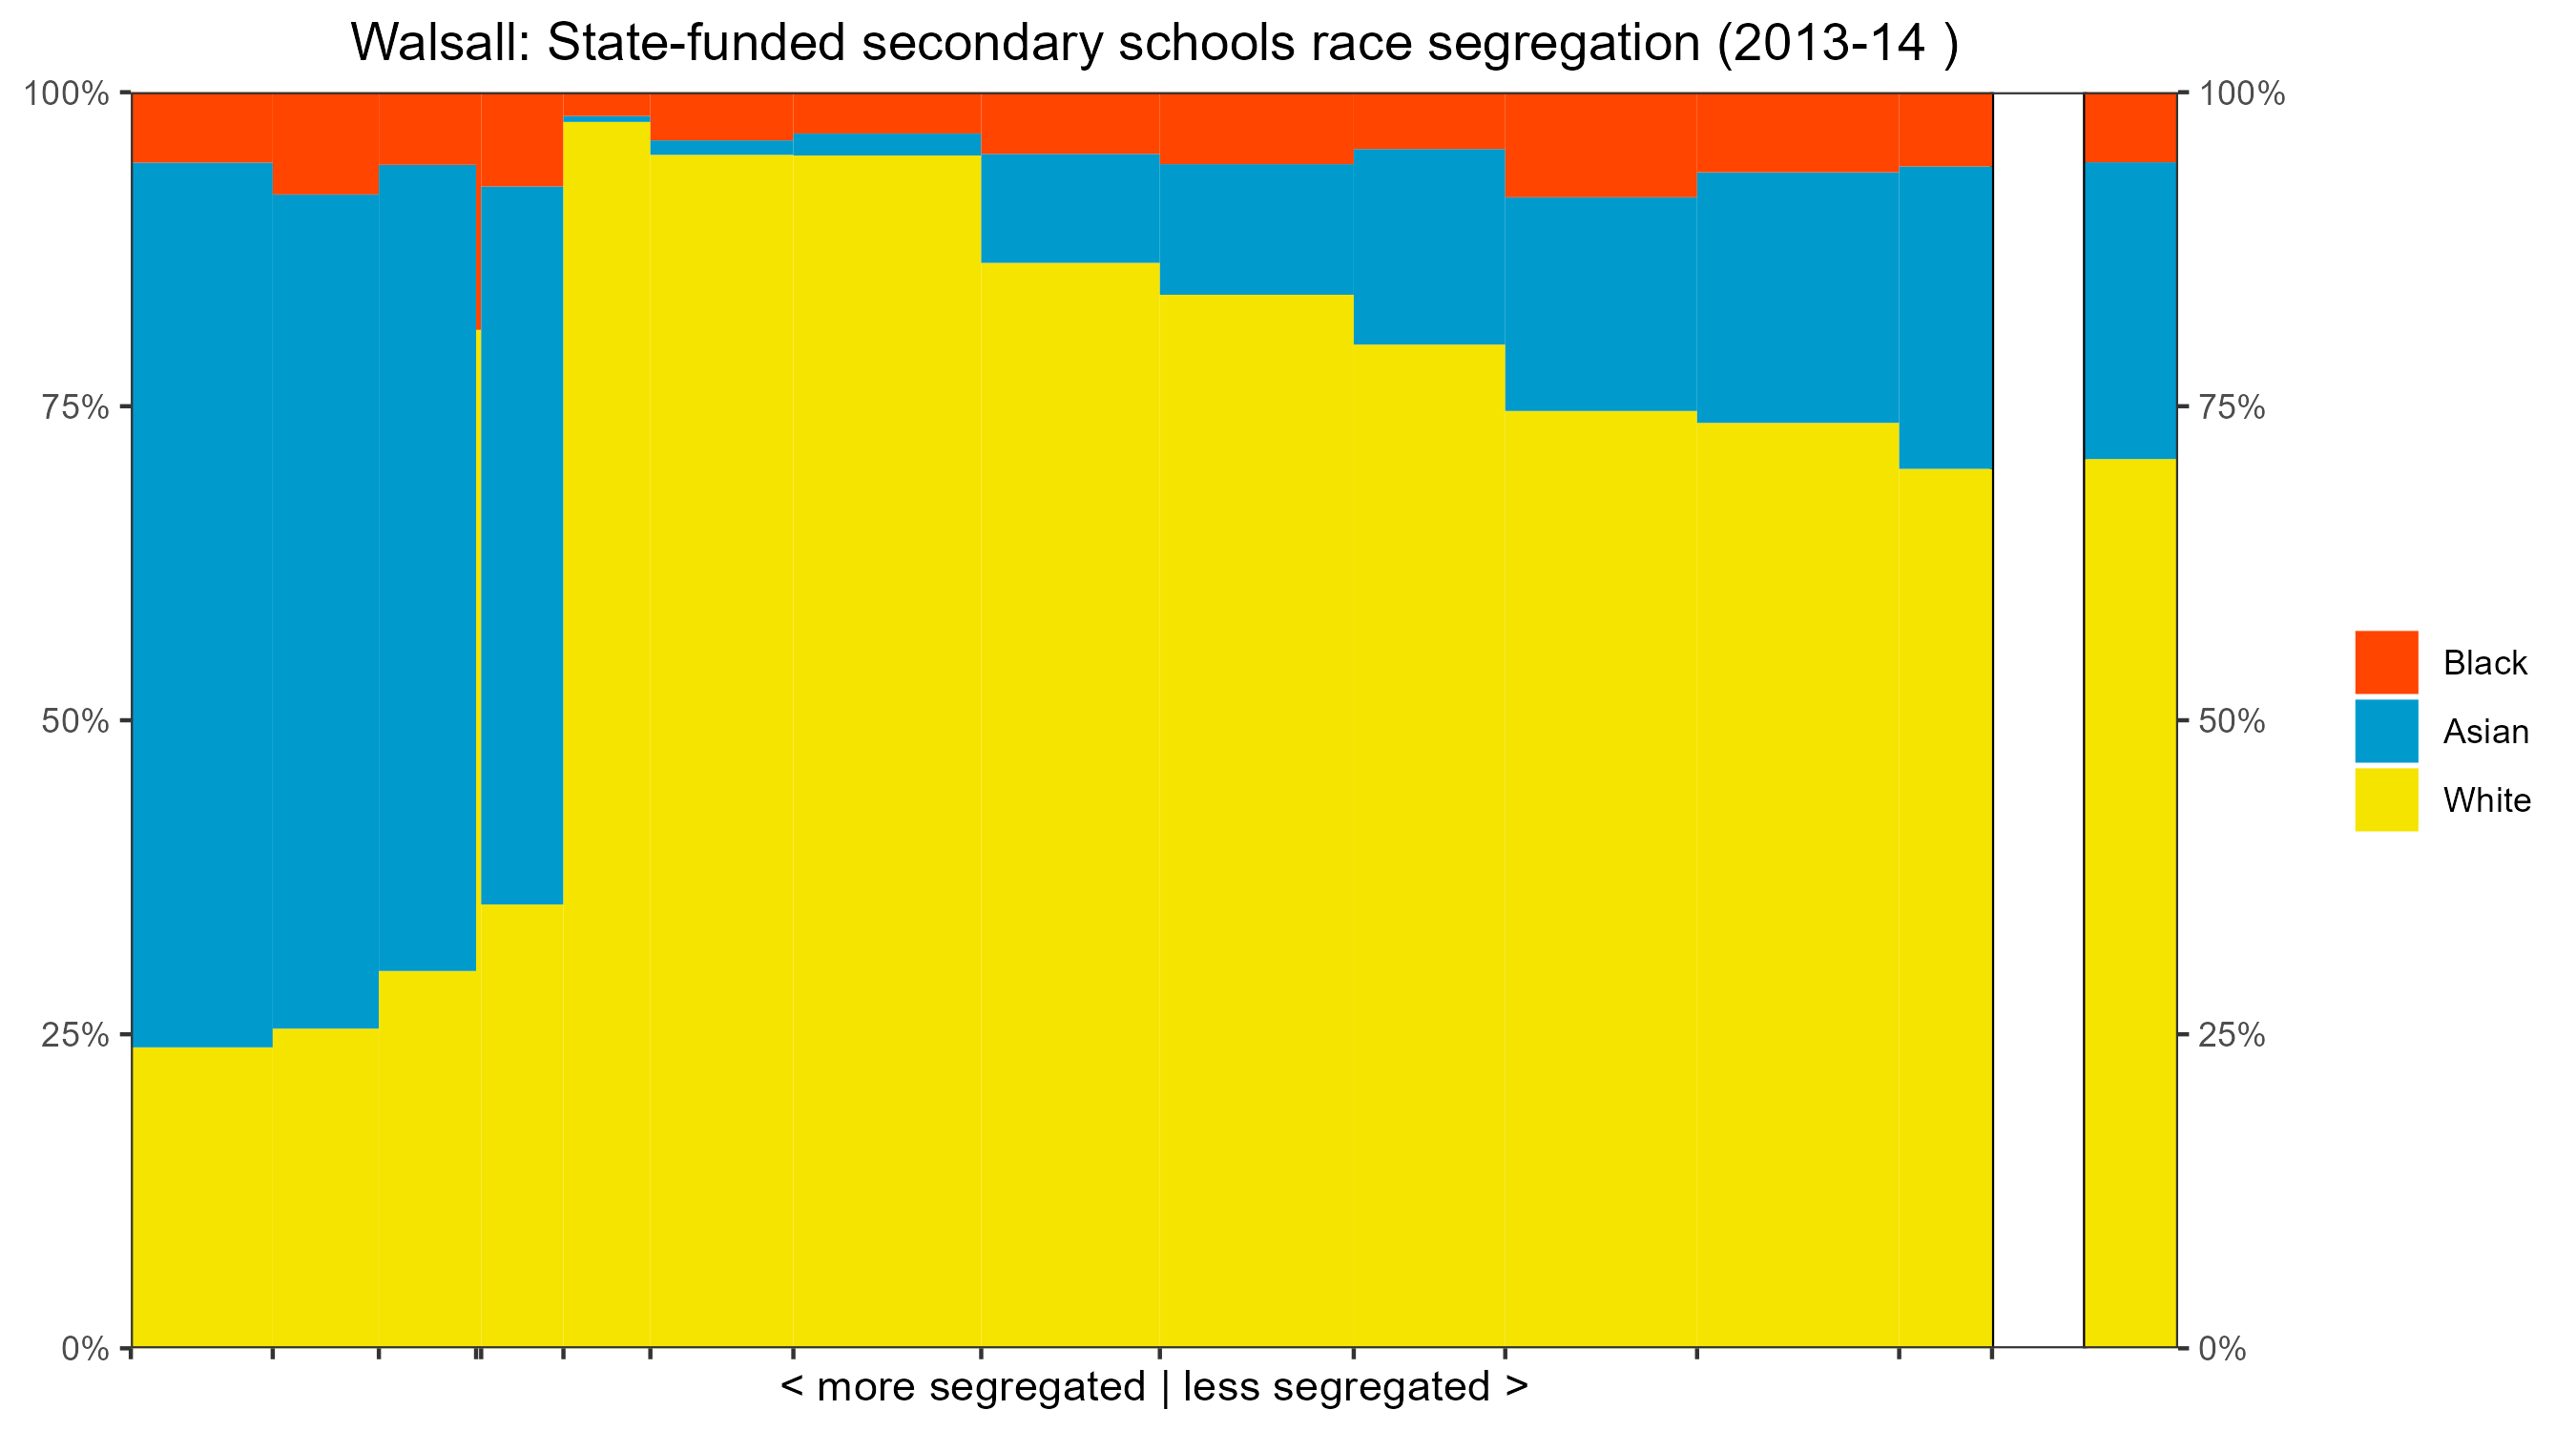 Walsall: State-funded secondary schools race segregation (2013-14 )
100%
75%
50%
25%
0%
100%
75%
50%
25%
0%
Black
Asian
White
< more segregated | less segregated >